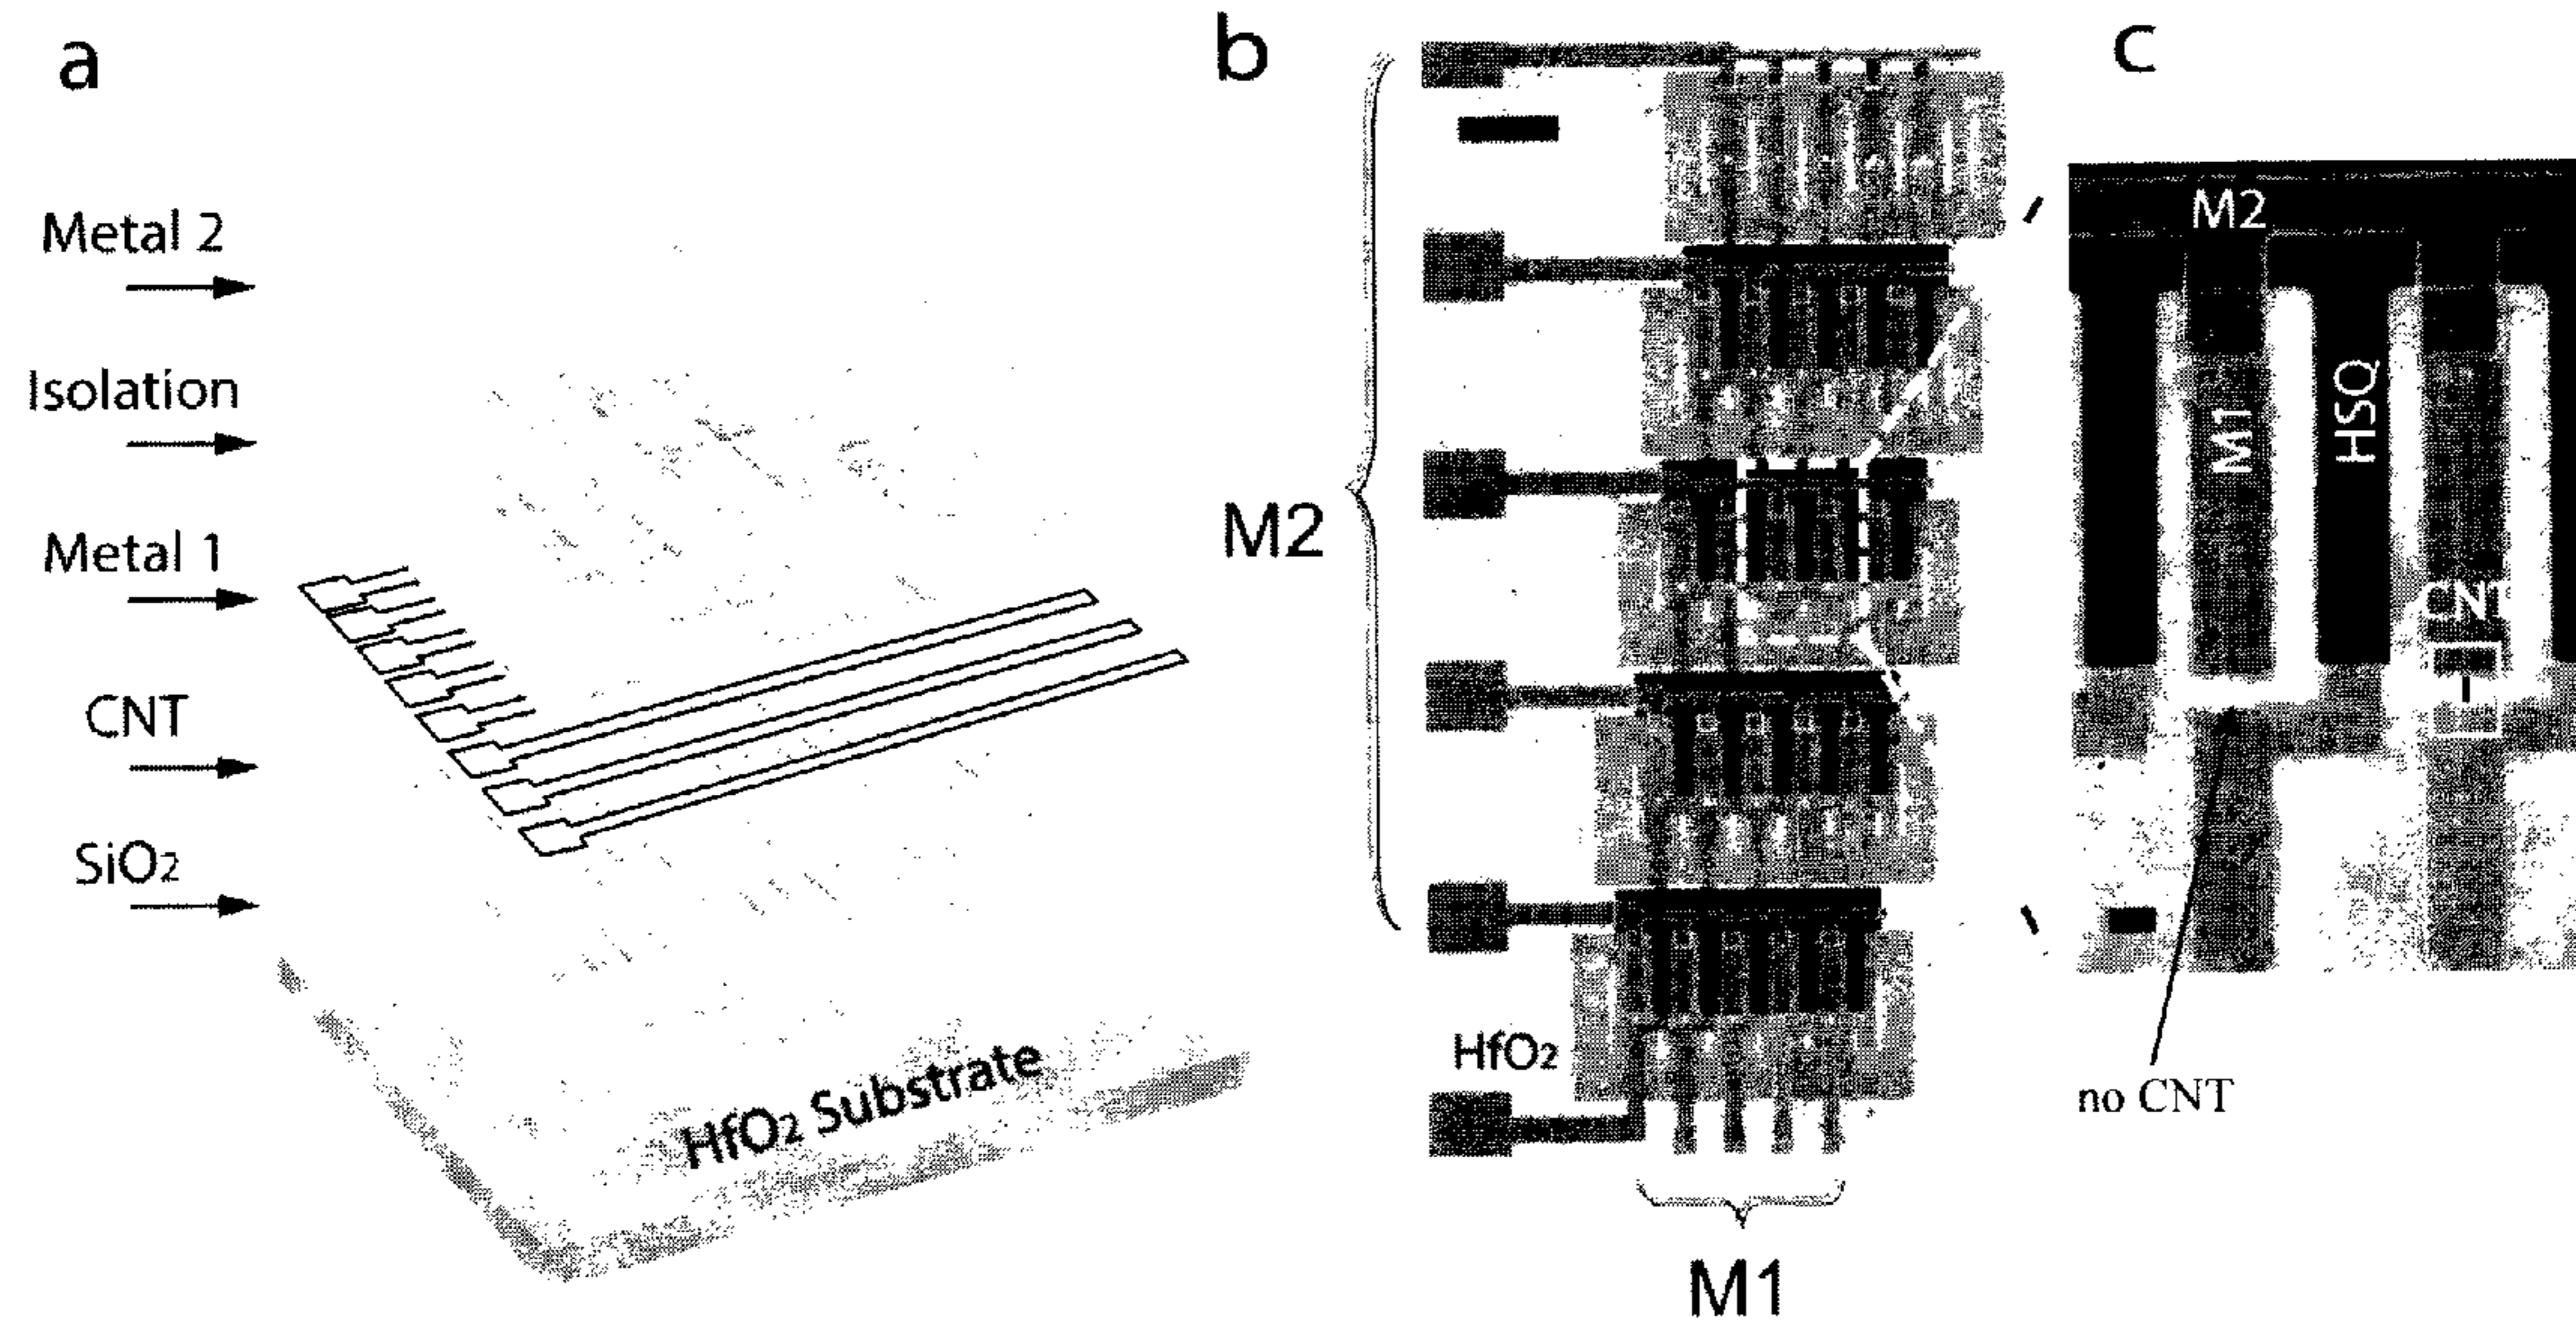 a
Metal 2
Isolation
Metal 1
CNT
SiO2
HfO2 Substrate
b
M2
HfO2
M1
c
M2
M1
HSQ
CNT
no CNT